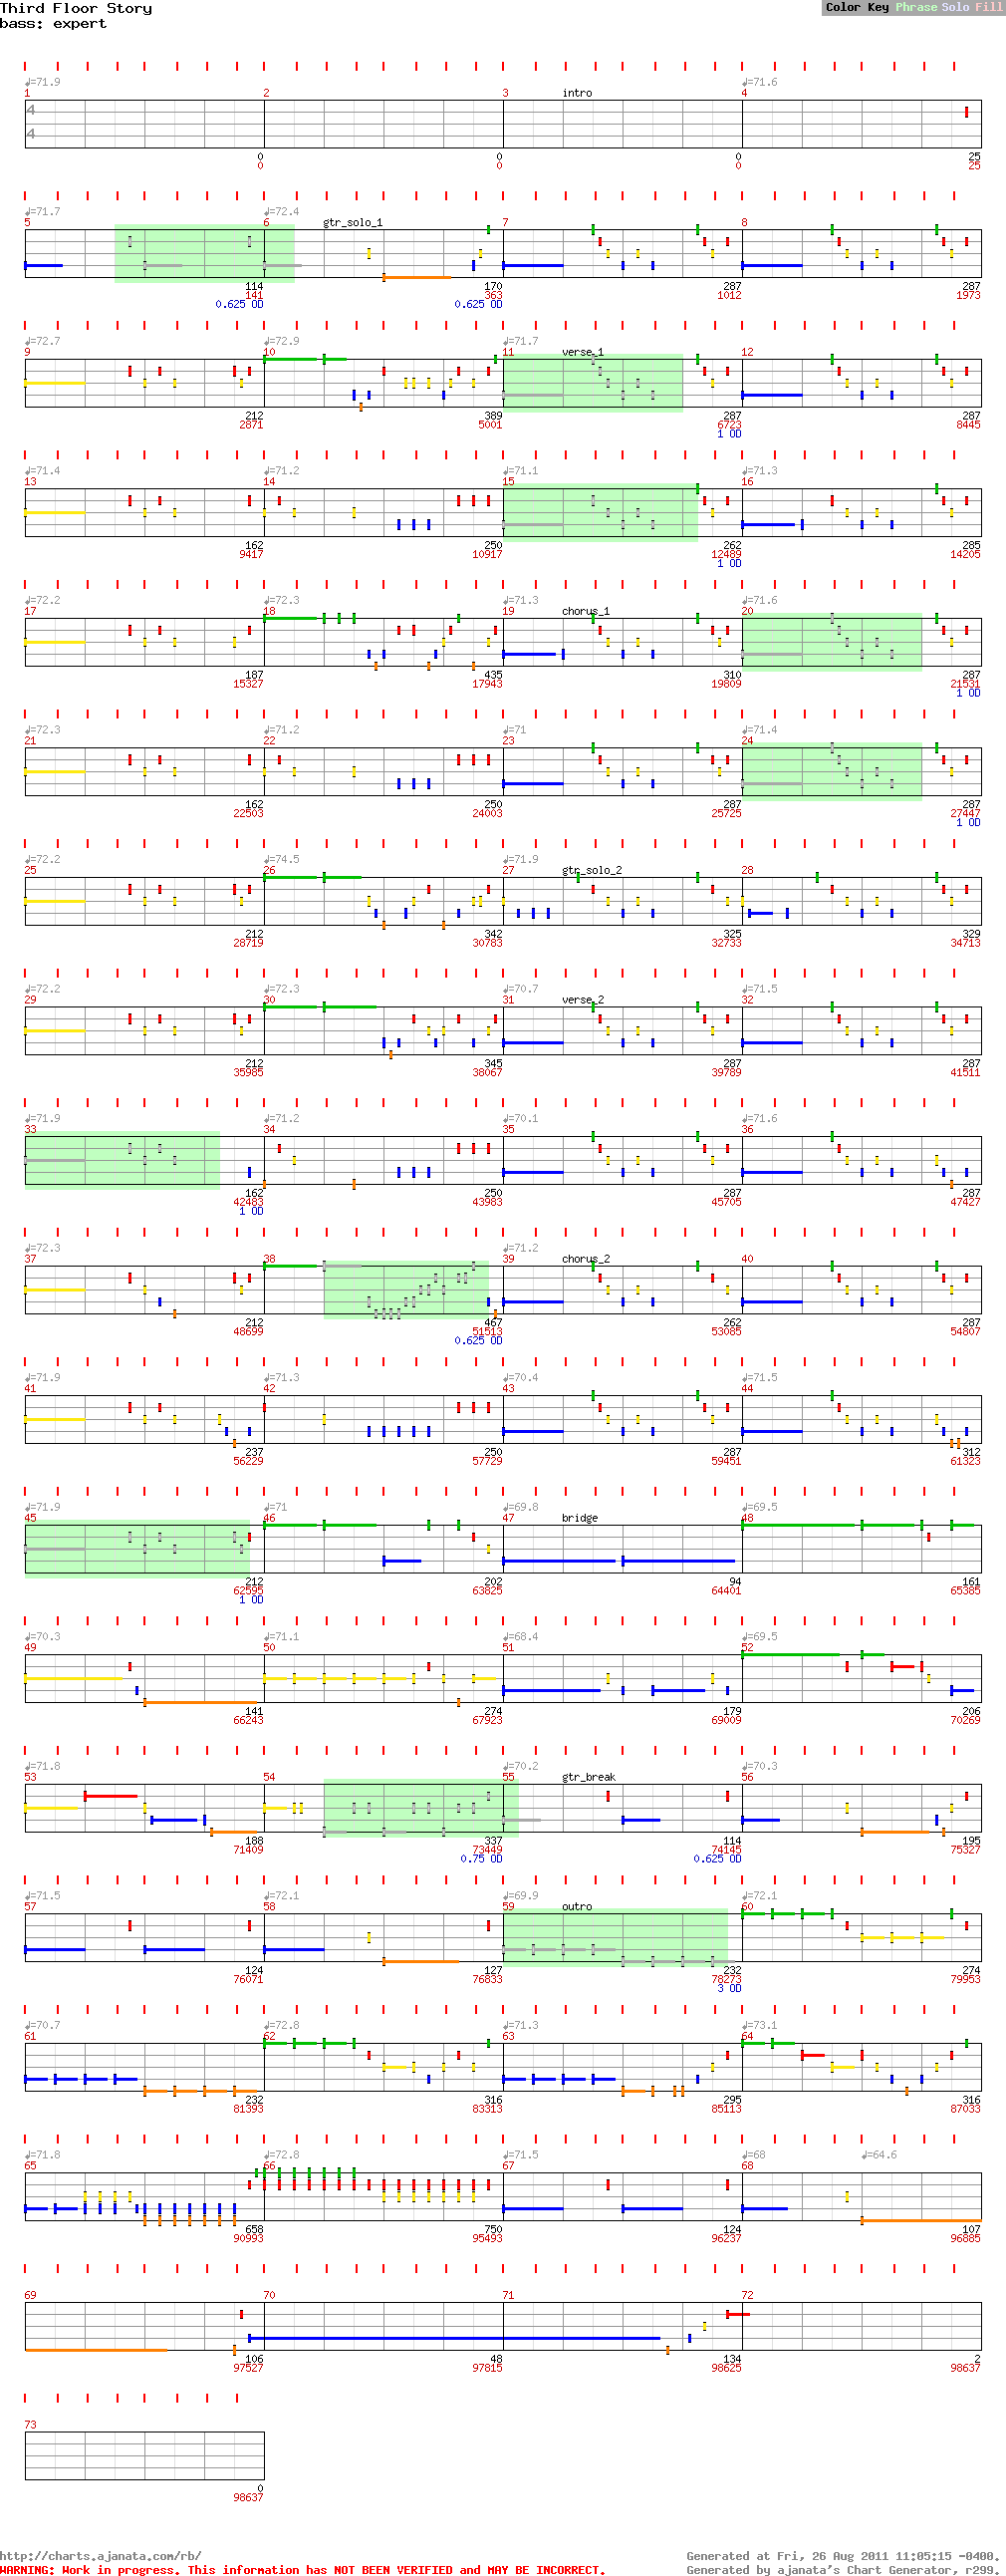 Third Floor Story
bass: expert
Color Key Phrase Solo Fill
♩=71.9 ♩=71.6
1 2 3 intro 4
4
4
0 0 0 25
0 0 0 25
♩=71.7 ♩=72.4
5 6 gtr_solo_1 7 8
114 170 287 287
141 363 1012 1973
0.625 OD 0.625 OD
♩=72.7 ♩=72.9 ♩=71.7
9 10 11 verse_1 12
212 389 287 287
2871 5001 6723 8445
1 OD
♩=71.4 ♩=71.2 ♩=71.1 ♩=71.3
13 14 15 16
162 250 262 285
9417 10917 12489 14205
1 OD
♩=72.2 ♩=72.3 ♩=71.3 ♩=71.6
17 18 19 chorus_1 20
187 435 310 287
15327 17943 19809 21531
1 OD
♩=72.3 ♩=71.2 ♩=71 ♩=71.4
21 22 23 24
162 250 287 287
22503 24003 25725 27447
1 OD
♩=72.2 ♩=74.5 ♩=71.9
25 26 27 gtr_solo_2 28
212 342 325 329
28719 30783 32733 34713
♩=72.2 ♩=72.3 ♩=70.7 ♩=71.5
29 30 31 verse_2 32
212 345 287 287
35985 38067 39789 41511
♩=71.9 ♩=71.2 ♩=70.1 ♩=71.6
33 34 35 36
162 250 287 287
42483 43983 45705 47427
1 OD
♩=72.3 ♩=71.2
37 38 39 chorus_2 40
212 467 262 287
48699 51513 53085 54807
0.625 OD
♩=71.9 ♩=71.3 ♩=70.4 ♩=71.5
41 42 43 44
237 250 287 312
56229 57729 59451 61323
♩=71.9 ♩=71 ♩=69.8 ♩=69.5
45 46 47 bridge 48
212 202 94 161
62595 63825 64401 65385
1 OD
♩=70.3 ♩=71.1 ♩=68.4 ♩=69.5
49 50 51 52
141 274 179 206
66243 67923 69009 70269
♩=71.8 ♩=70.2 ♩=70.3
53 54 55 gtr_break 56
188 337 114 195
71409 73449 74145 75327
0.75 OD 0.625 OD
♩=71.5 ♩=72.1 ♩=69.9 ♩=72.1
57 58 59 outro 60
124 127 232 274
76071 76833 78273 79953
3 OD
♩=70.7 ♩=72.8 ♩=71.3 ♩=73.1
61 62 63 64
232 316 295 316
81393 83313 85113 87033
♩=71.8 ♩=72.8 ♩=71.5 ♩=68 ♩=64.6
65 66 67 68
658 750 124 107
90993 95493 96237 96885
69 70 71 72
106 48 134 2
97527 97815 98625 98637
73
0
98637
http://charts.ajanata.com/rb/ Generated at Fri, 26 Aug 2011 11:05:15 -0400.
WARNING: Work in progress. This information has NOT BEEN VERIFIED and MAY BE INCORRECT. Generated by ajanata's Chart Generator, r299.